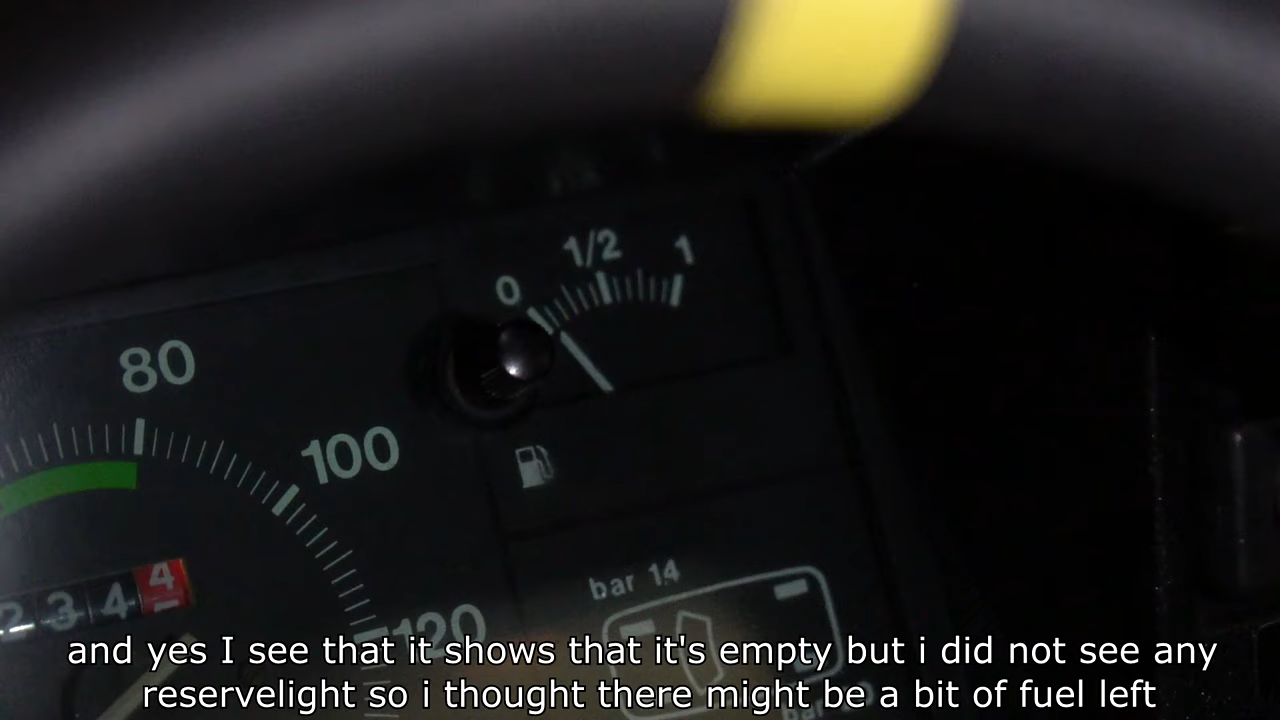 0 1/2 1
80
100
bar 14
2 3 4 4
120
and yes I see that it shows that it's empty but i did not see any
reservelight so i thought there might be a bit of fuel left